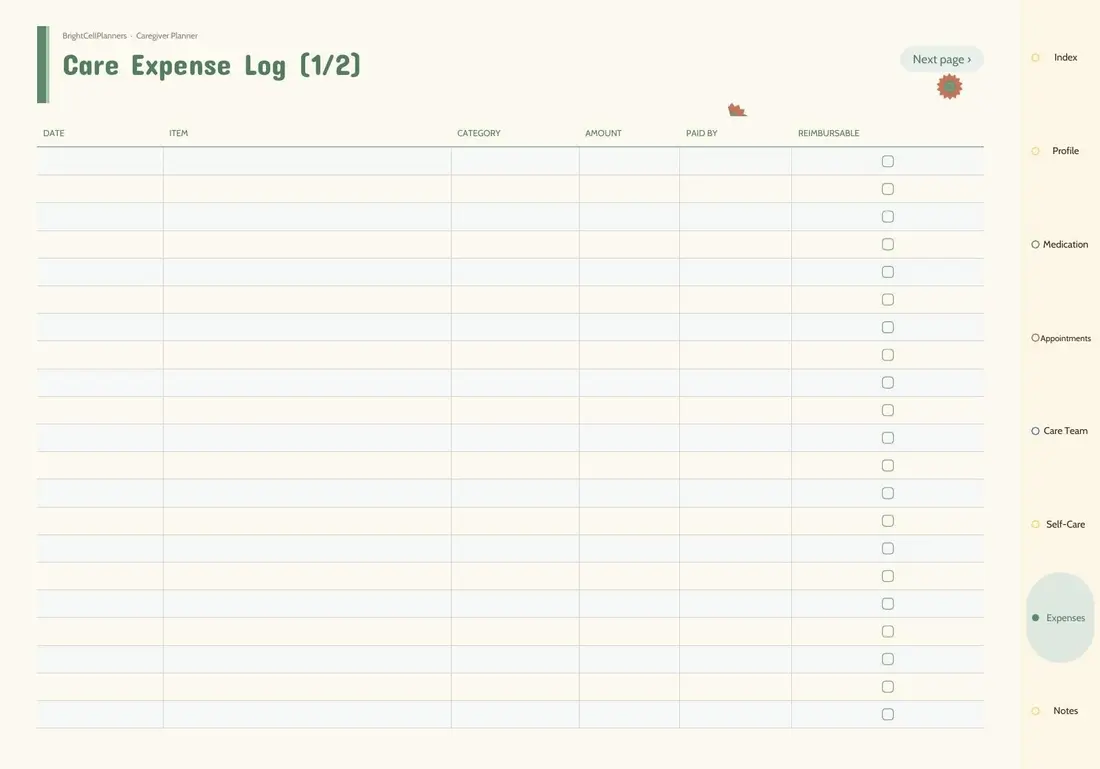 BrightCellPlanners · Caregiver Planner
Care Expense Log (1/2)
Next page ›
DATE ITEM CATEGORY AMOUNT PAID BY REIMBURSABLE
Index
Profile
Medication
Appointments
Care Team
Self-Care
Expenses
Notes